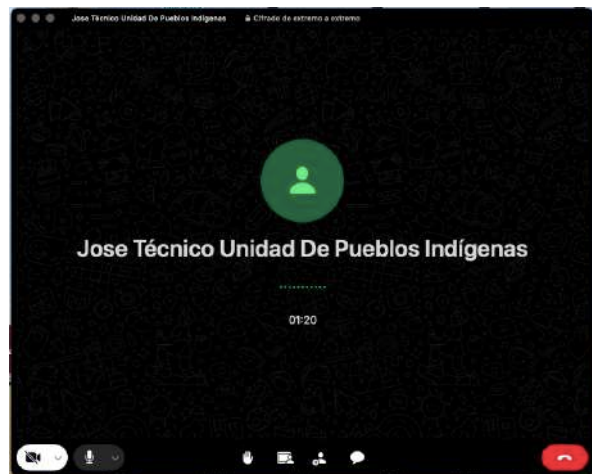 Jose Técnico Unidad De Pueblos Indígenas
Cifrado de extremo a extremo
Jose Técnico Unidad De Pueblos Indígenas
01:20